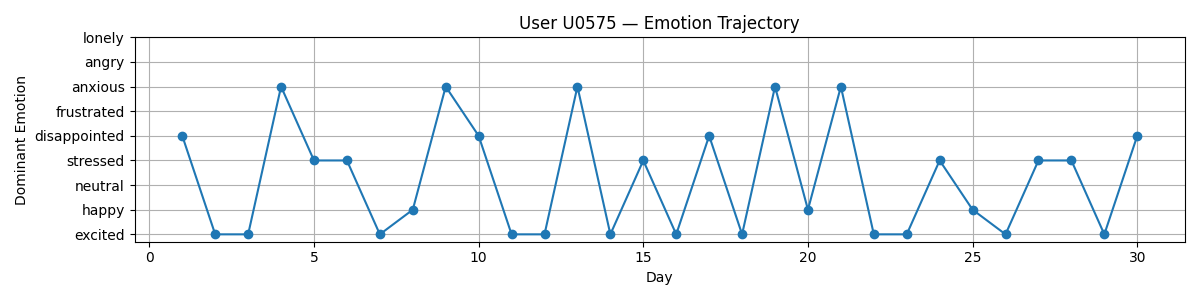 User U0575 — Emotion Trajectory
Dominant Emotion
lonely
angry
anxious
frustrated
disappointed
stressed
neutral
happy
excited
0 5 10 15 20 25 30
Day